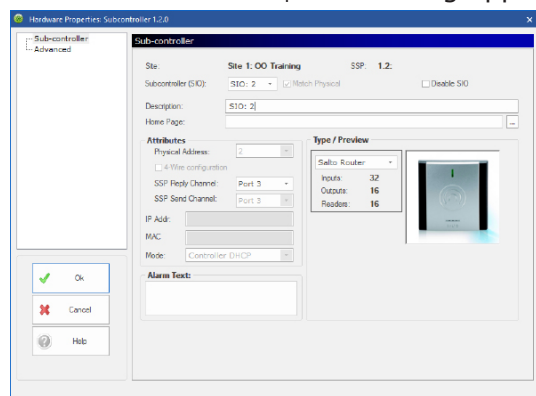 Hardware Properties: Subcontroller 1.2.0
Sub-controller
Advanced
Sub-controller
Site: Site 1: OO Training SSP: 1.2:
Subcontroller (SIO): SIO: 2 Match Physical Disable SIO
Description: SIO: 2
Home Page: ...
Attributes
Physical Address: 2
4-Wire configuration
SSP Reply Channel: Port 3
SSP Send Channel: Port 3
IP Addr:
MAC
Mode: Controller DHCP
Type / Preview
Salto Router
Inputs: 32
Outputs: 16
Readers: 16
Alarm Text:
Ok
Cancel
Help